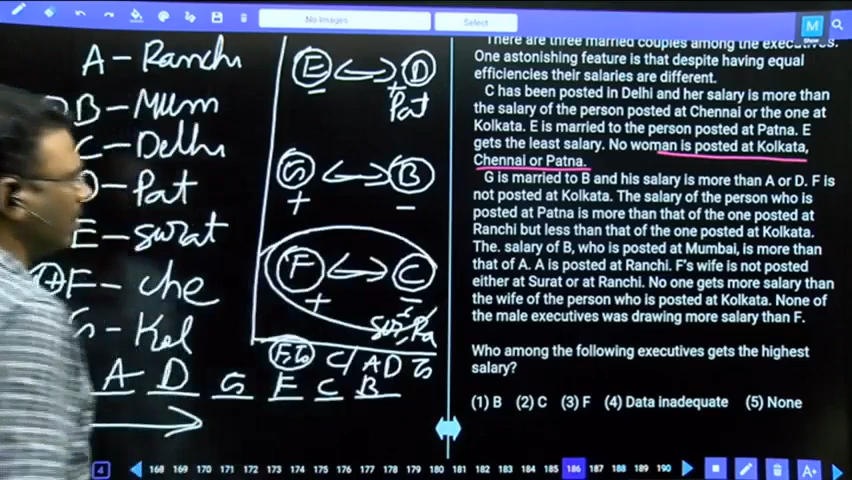 No Images
Select
M
Show
A - Ranchi
B - Mum
C - Delhi
D - Pat
E - Surat
F - che
G - Kol
E ↔ D
- +
Pat
G ↔ B
+ -
F ↔ C
+ -
F, G C/ A D G
A D G F C B
There are three married couples among the executives.
One astonishing feature is that despite having equal
efficiencies their salaries are different.
C has been posted in Delhi and her salary is more than
the salary of the person posted at Chennai or the one at
Kolkata. E is married to the person posted at Patna. E
gets the least salary. No woman is posted at Kolkata,
Chennai or Patna.
G is married to B and his salary is more than A or D. F is
not posted at Kolkata. The salary of the person who is
posted at Patna is more than that of the one posted at
Ranchi but less than that of the one posted at Kolkata.
The. salary of B, who is posted at Mumbai, is more than
that of A. A is posted at Ranchi. F's wife is not posted
either at Surat or at Ranchi. No one gets more salary than
the wife of the person who is posted at Kolkata. None of
the male executives was drawing more salary than F.
Who among the following executives gets the highest
salary?
(1) B (2) C (3) F (4) Data inadequate (5) None
4 168 169 170 171 172 173 174 175 176 177 178 179 180 181 182 183 184 185 186 187 188 189 190 A+